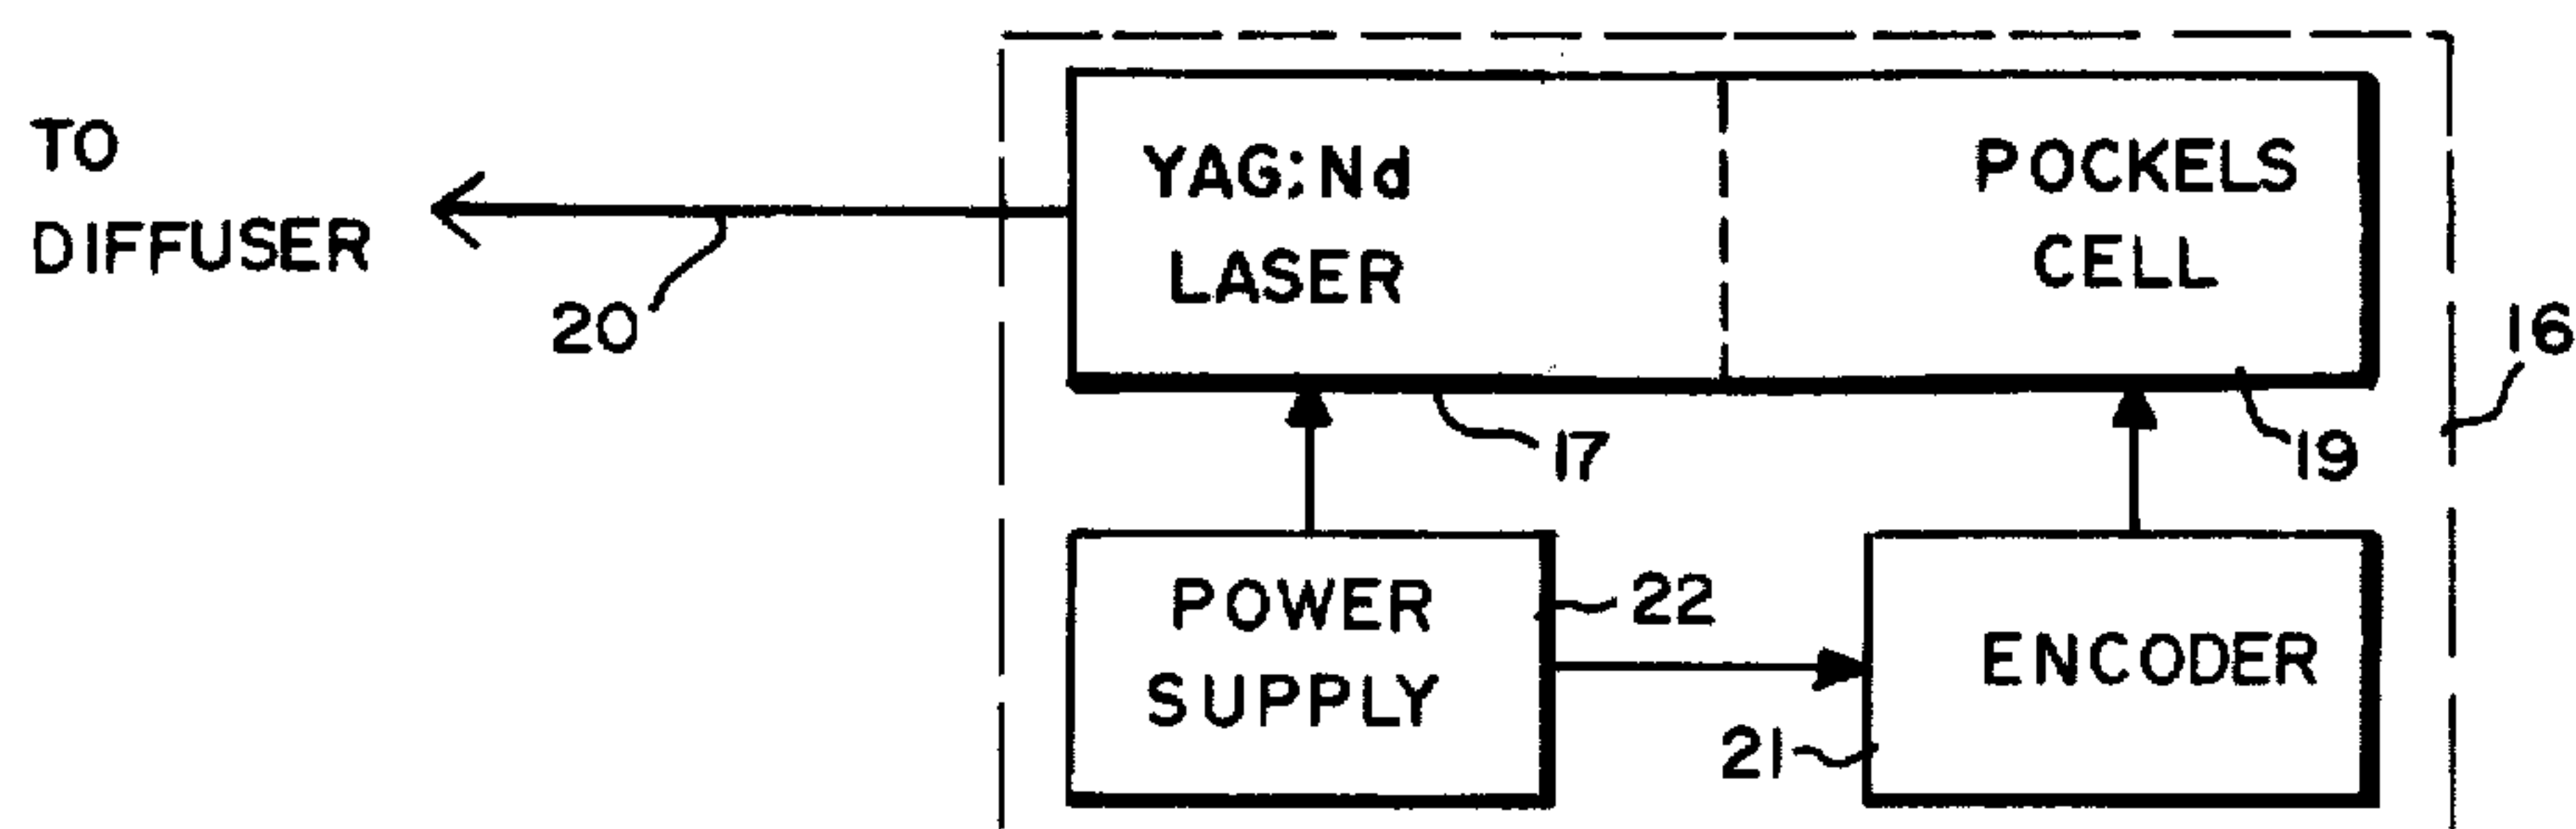 TO
DIFFUSER
20
YAG:Nd
LASER
POCKELS
CELL
16
17
19
POWER
SUPPLY
22
ENCODER
21